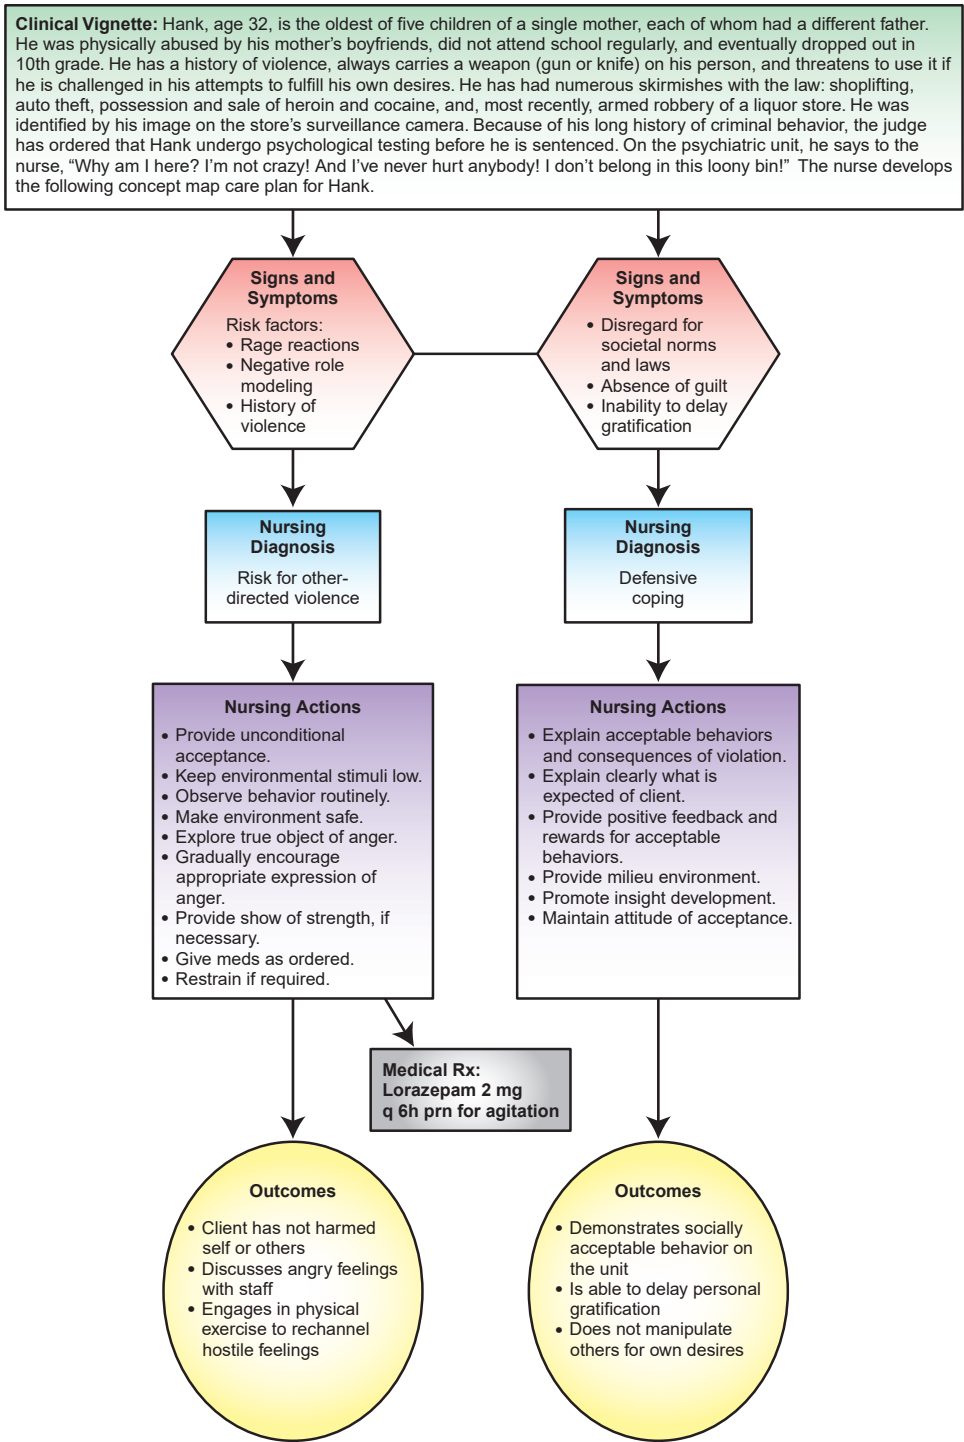 Clinical Vignette: Hank, age 32, is the oldest of five children of a single mother, each of whom had a different father.
He was physically abused by his mother’s boyfriends, did not attend school regularly, and eventually dropped out in
10th grade. He has a history of violence, always carries a weapon (gun or knife) on his person, and threatens to use it if
he is challenged in his attempts to fulfill his own desires. He has had numerous skirmishes with the law: shoplifting,
auto theft, possession and sale of heroin and cocaine, and, most recently, armed robbery of a liquor store. He was
identified by his image on the store’s surveillance camera. Because of his long history of criminal behavior, the judge
has ordered that Hank undergo psychological testing before he is sentenced. On the psychiatric unit, he says to the
nurse, “Why am I here? I’m not crazy! And I’ve never hurt anybody! I don’t belong in this loony bin!” The nurse develops
the following concept map care plan for Hank.
Signs and
Symptoms
Risk factors:
• Rage reactions
• Negative role
modeling
• History of
violence
Signs and
Symptoms
• Disregard for
societal norms
and laws
• Absence of guilt
• Inability to delay
gratification
Nursing
Diagnosis
Risk for other-
directed violence
Nursing
Diagnosis
Defensive
coping
Nursing Actions
• Provide unconditional
acceptance.
• Keep environmental stimuli low.
• Observe behavior routinely.
• Make environment safe.
• Explore true object of anger.
• Gradually encourage
appropriate expression of
anger.
• Provide show of strength, if
necessary.
• Give meds as ordered.
• Restrain if required.
Nursing Actions
• Explain acceptable behaviors
and consequences of violation.
• Explain clearly what is
expected of client.
• Provide positive feedback and
rewards for acceptable
behaviors.
• Provide milieu environment.
• Promote insight development.
• Maintain attitude of acceptance.
Medical Rx:
Lorazepam 2 mg
q 6h prn for agitation
Outcomes
• Client has not harmed
self or others
• Discusses angry feelings
with staff
• Engages in physical
exercise to rechannel
hostile feelings
Outcomes
• Demonstrates socially
acceptable behavior on
the unit
• Is able to delay personal
gratification
• Does not manipulate
others for own desires